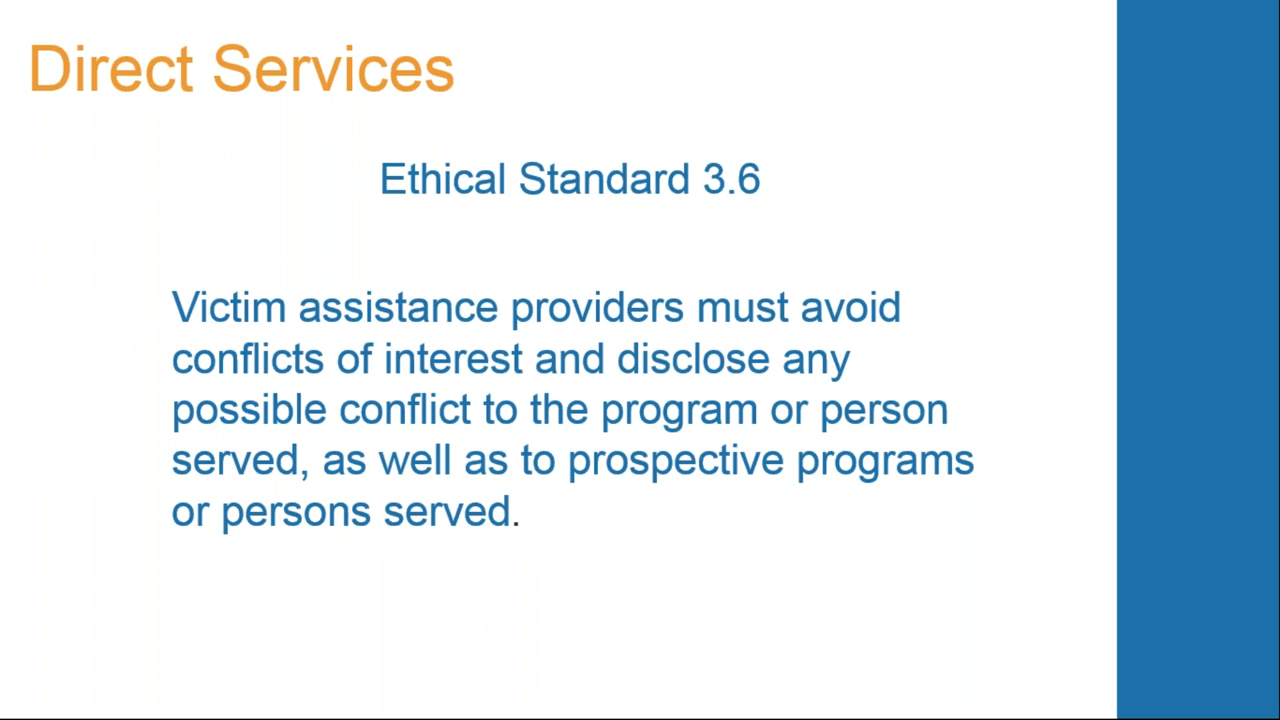 Direct Services
Ethical Standard 3.6
Victim assistance providers must avoid
conflicts of interest and disclose any
possible conflict to the program or person
served, as well as to prospective programs
or persons served.